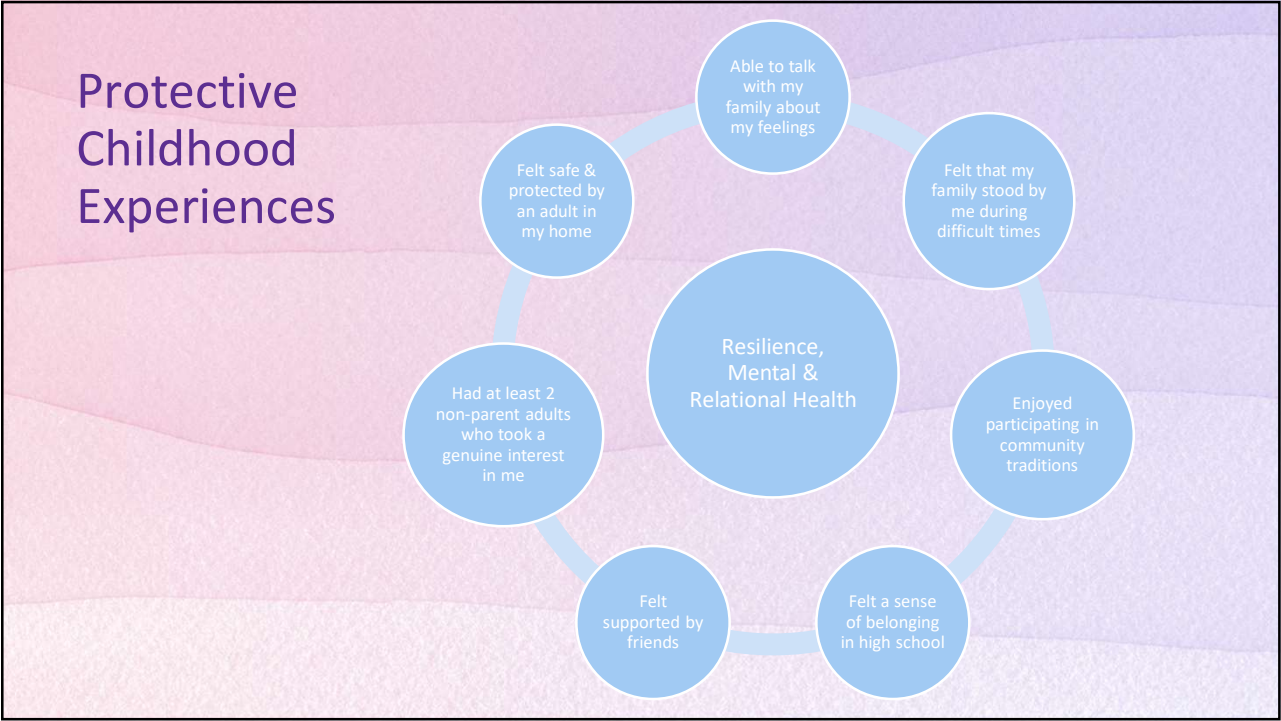 Protective
Childhood
Experiences
Able to talk
with my
family about
my feelings
Felt that my
family stood by
me during
difficult times
Enjoyed
participating in
community
traditions
Felt a sense
of belonging
in high school
Felt
supported by
friends
Had at least 2
non-parent adults
who took a
genuine interest
in me
Felt safe &
protected by
an adult in
my home
Resilience,
Mental &
Relational Health